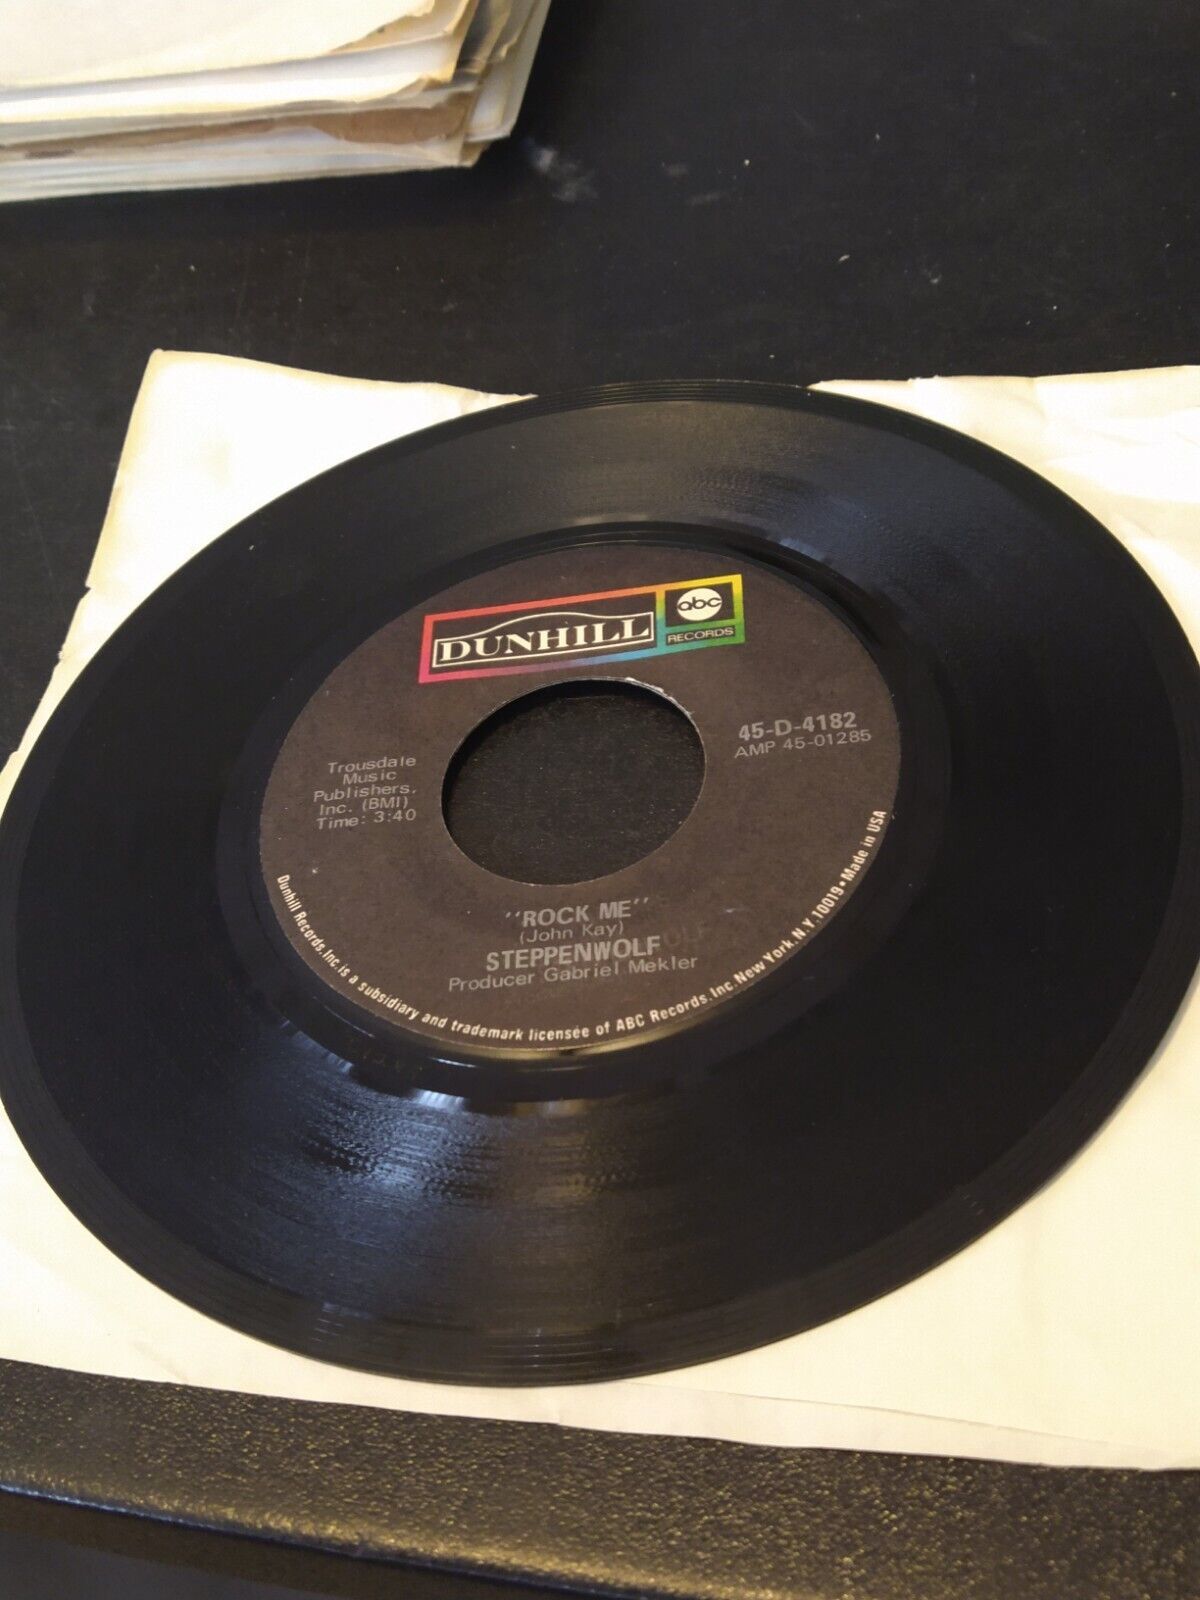 DUNHILL
abc
RECORDS
45-D-4182
AMP 45-01285
Trousdale
Music
Publishers,
Inc. (BMI)
Time: 3:40
"ROCK ME"
(John Kay)
STEPPENWOLF
Producer Gabriel Mekler
Dunhill Records, Inc. is a subsidiary and trademark licensee of ABC Records, Inc. New York, N.Y. 10019 • Made in USA